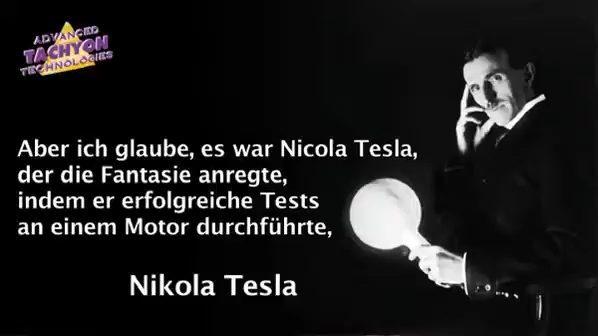 ADVANCED
TACHYON
TECHNOLOGIES
Aber ich glaube, es war Nicola Tesla,
der die Fantasie anregte,
indem er erfolgreiche Tests
an einem Motor durchführte,
Nikola Tesla